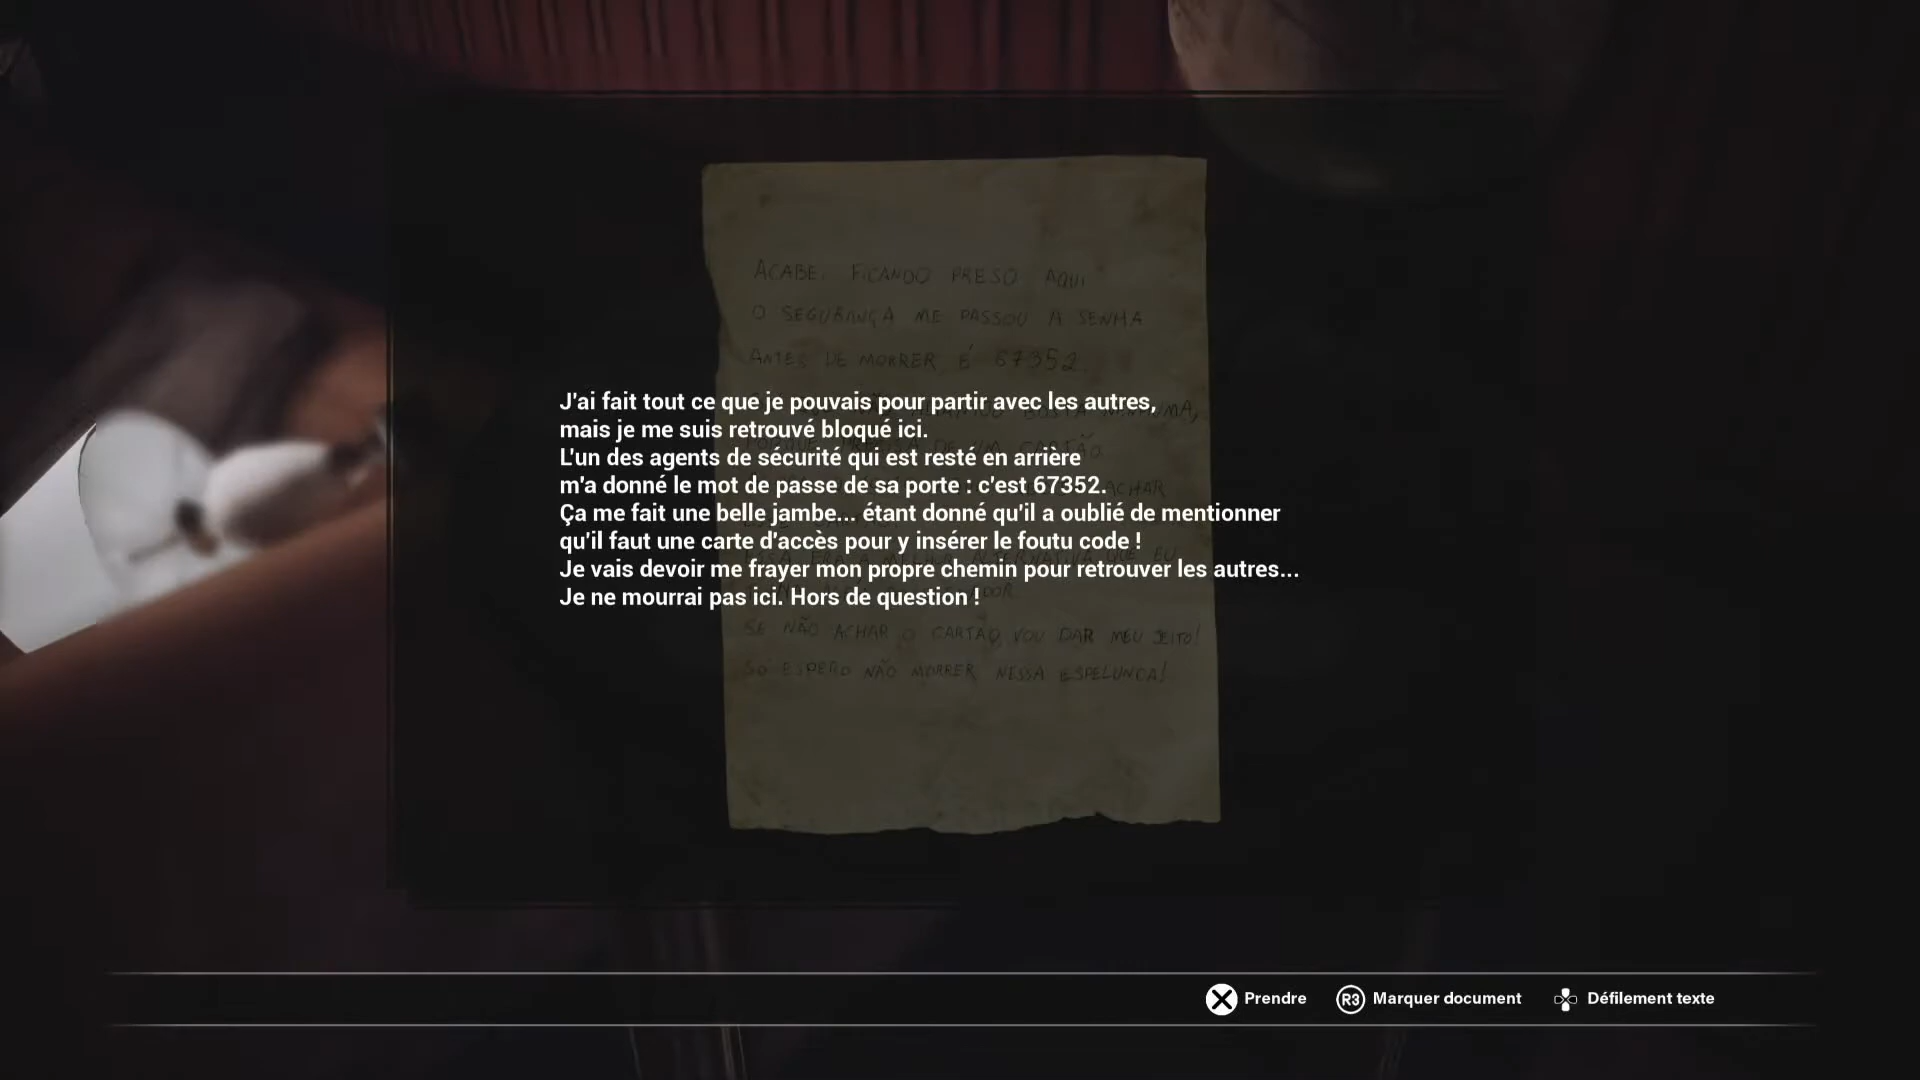 ACABEI FICANDO PRESO AQUI
O SEGURANÇA ME PASSOU A SENHA
ANTES DE MORRER, É 67352.
J'ai fait tout ce que je pouvais pour partir avec les autres,
mais je me suis retrouvé bloqué ici.
L'un des agents de sécurité qui est resté en arrière
m'a donné le mot de passe de sa porte : c'est 67352.
Ça me fait une belle jambe... étant donné qu'il a oublié de mentionner
qu'il faut une carte d'accès pour y insérer le foutu code !
Je vais devoir me frayer mon propre chemin pour retrouver les autres...
Je ne mourrai pas ici. Hors de question !
SE NÃO ACHAR O CARTÃO VOU DAR MEU JEITO!
SÓ ESPERO NÃO MORRER NESSA ESPELUNCA!
Prendre
R3 Marquer document
Défilement texte